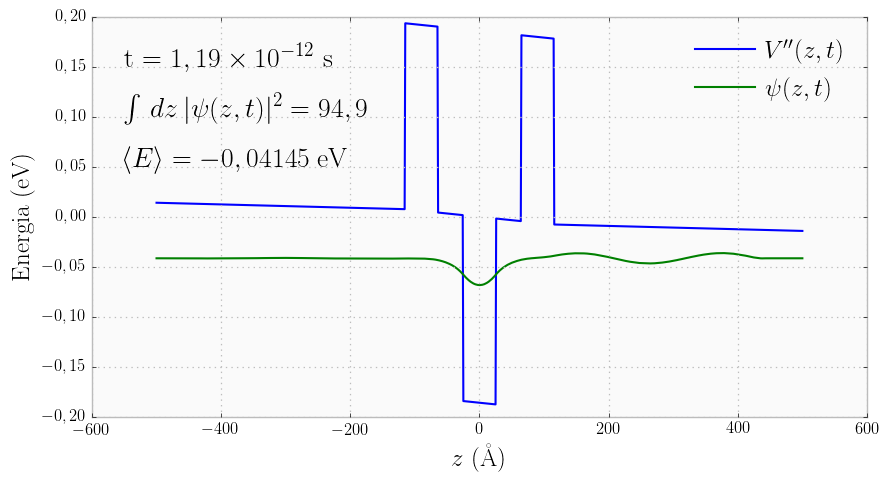 0,20
0,15
0,10
0,05
0,00
−0,05
−0,10
−0,15
−0,20
Energia (eV)
t = 1,19 × 10⁻¹² s
∫ dz |ψ(z,t)|² = 94,9
⟨E⟩ = −0,04145 eV
V″(z,t)
ψ(z,t)
−600 −400 −200 0 200 400 600
z (Å)